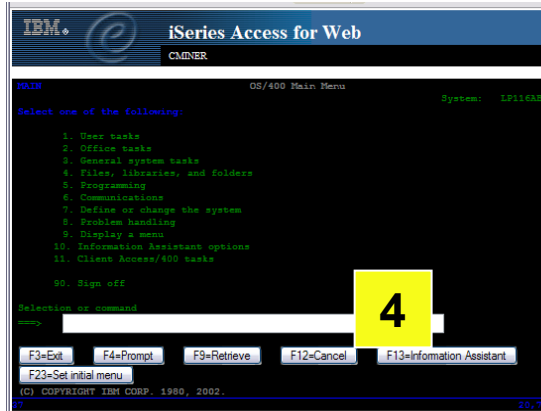 IBM® iSeries Access for Web
CMINER
MAIN OS/400 Main Menu
System: LP116AB
Select one of the following:
1. User tasks
2. Office tasks
3. General system tasks
4. Files, libraries, and folders
5. Programming
6. Communications
7. Define or change the system
8. Problem handling
9. Display a menu
10. Information Assistant options
11. Client Access/400 tasks
90. Sign off
Selection or command
===>
4
F3=Exit F4=Prompt F9=Retrieve F12=Cancel F13=Information Assistant
F23=Set initial menu
(C) COPYRIGHT IBM CORP. 1980, 2002.